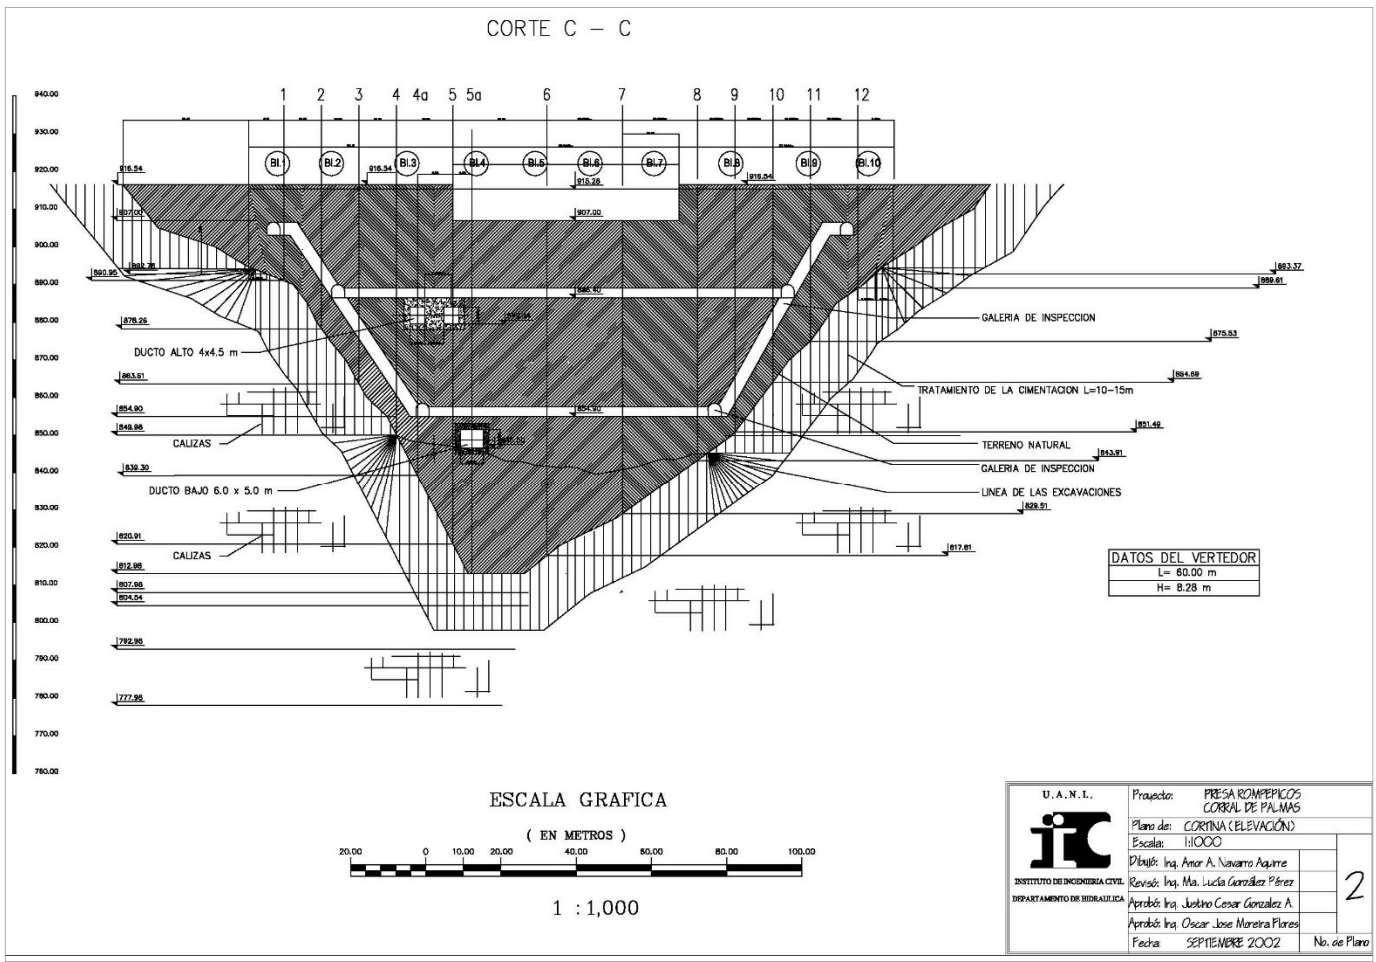 CORTE C - C
940.00
930.00
920.00
910.00
900.00
890.00
880.00
870.00
860.00
850.00
840.00
830.00
820.00
810.00
800.00
790.00
780.00
770.00
760.00
1 2 3 4 4a 5 5a 6 7 8 9 10 11 12
Bl.1 Bl.2 Bl.3 Bl.4 Bl.5 Bl.6 Bl.7 Bl.8 Bl.9 Bl.10
916.54
916.54
915.28
916.54
907.00
907.00
892.76
890.95
893.37
889.61
886.40
878.26
875.53
DUCTO ALTO 4x4.5 m
GALERIA DE INSPECCION
863.61
864.69
TRATAMIENTO DE LA CIMENTACION L=10-15m
854.90
854.90
849.96
851.49
CALIZAS
TERRENO NATURAL
843.91
GALERIA DE INSPECCION
839.30
DUCTO BAJO 6.0 x 5.0 m
LINEA DE LAS EXCAVACIONES
829.51
820.91
817.61
CALIZAS
812.96
807.96
804.54
792.96
777.96
DATOS DEL VERTEDOR
L= 60.00 m
H= 8.28 m
ESCALA GRAFICA
( EN METROS )
20.00 0 10.00 20.00 40.00 60.00 80.00 100.00
1 :1,000
U.A.N.L.
iiC
INSTITUTO DE INGENIERIA CIVIL
DEPARTAMENTO DE HIDRAULICA
Proyecto: PRESA ROMPEPICOS
CORRAL DE PALMAS
Plano de: CORTINA (ELEVACIÓN)
Escala: 1:1000
Dibujó: Ing. Amor A. Navarro Aguirre
Revisó: Ing. Ma. Lucía González Pérez
Aprobó: Ing. Justino Cesar González A.
Aprobó: Ing. Oscar Jose Moreira Flores
Fecha: SEPTIEMBRE 2002
2
No. de Plano